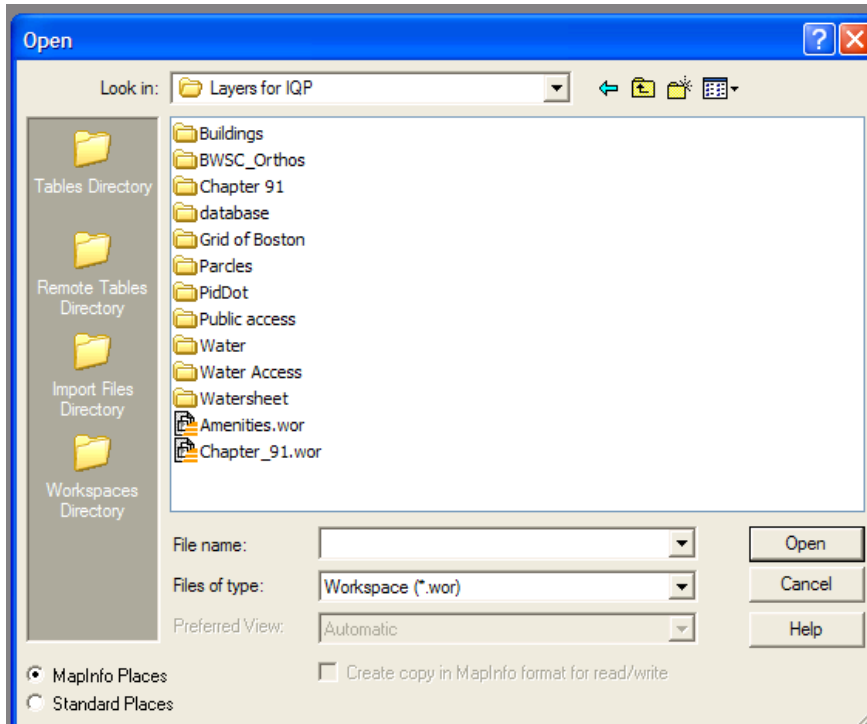 Open
Look in: Layers for IQP
Tables Directory
Remote Tables
Directory
Import Files
Directory
Workspaces
Directory
Buildings
BWSC_Orthos
Chapter 91
database
Grid of Boston
Parcles
PidDot
Public access
Water
Water Access
Watersheet
Amenities.wor
Chapter_91.wor
File name:
Open
Files of type: Workspace (*.wor)
Cancel
Preferred View: Automatic
Help
MapInfo Places
Create copy in MapInfo format for read/write
Standard Places